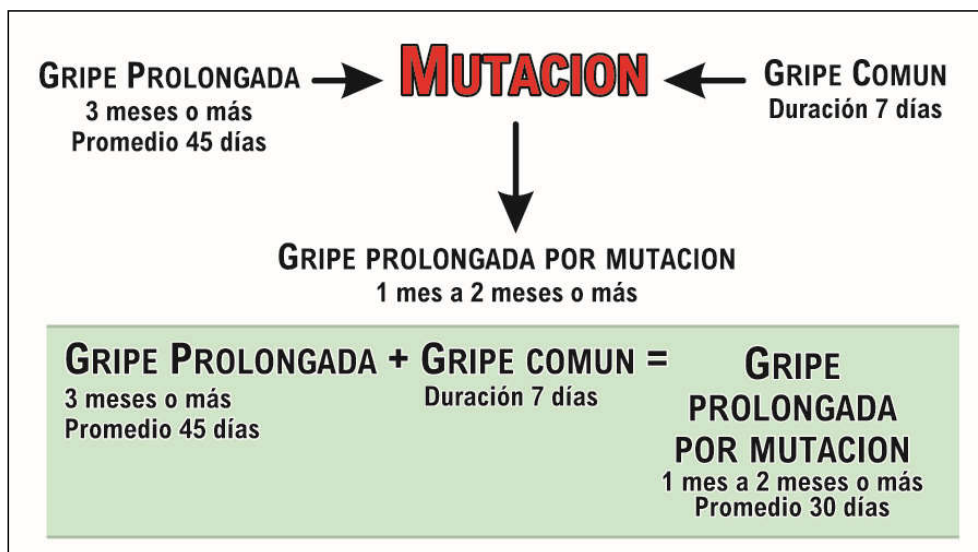 GRIPE PROLONGADA
3 meses o más
Promedio 45 días
MUTACION
GRIPE COMUN
Duración 7 días
GRIPE PROLONGADA POR MUTACION
1 mes a 2 meses o más
GRIPE PROLONGADA + GRIPE COMUN =
3 meses o más
Promedio 45 días
Duración 7 días
GRIPE
PROLONGADA
POR MUTACION
1 mes a 2 meses o más
Promedio 30 días